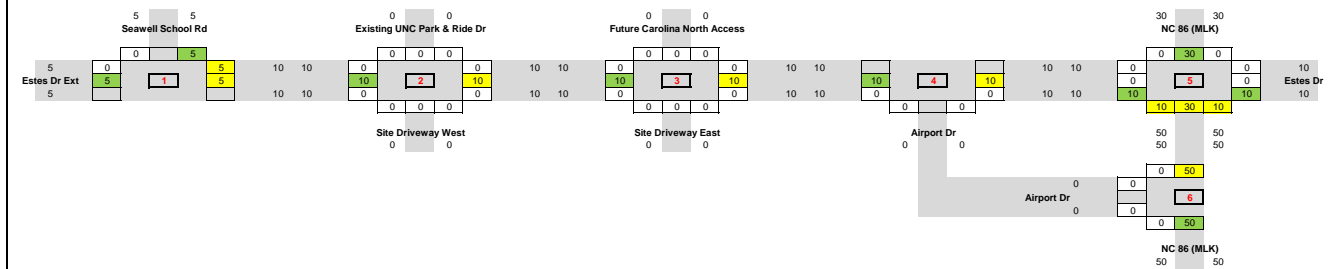 5 5 0 0 0 0 30 30
Seawell School Rd Existing UNC Park & Ride Dr Future Carolina North Access NC 86 (MLK)
0 5 0 0 0 0 0 0 0 30 0
5 0 5 10 10 0 0 10 10 0 0 10 10 10 10 0 0 10
Estes Dr Ext 5 1 5 10 2 10 10 3 10 10 4 10 0 5 0 Estes Dr
5 10 10 0 0 10 10 0 0 10 10 0 0 10 10 10 10 10
0 0 0 0 0 0 0 0 10 30 10
Site Driveway West Site Driveway East Airport Dr 50 50
0 0 0 0 0 0 50 50
0 50
0 0
Airport Dr 6
0 0
0 50
NC 86 (MLK)
50 50